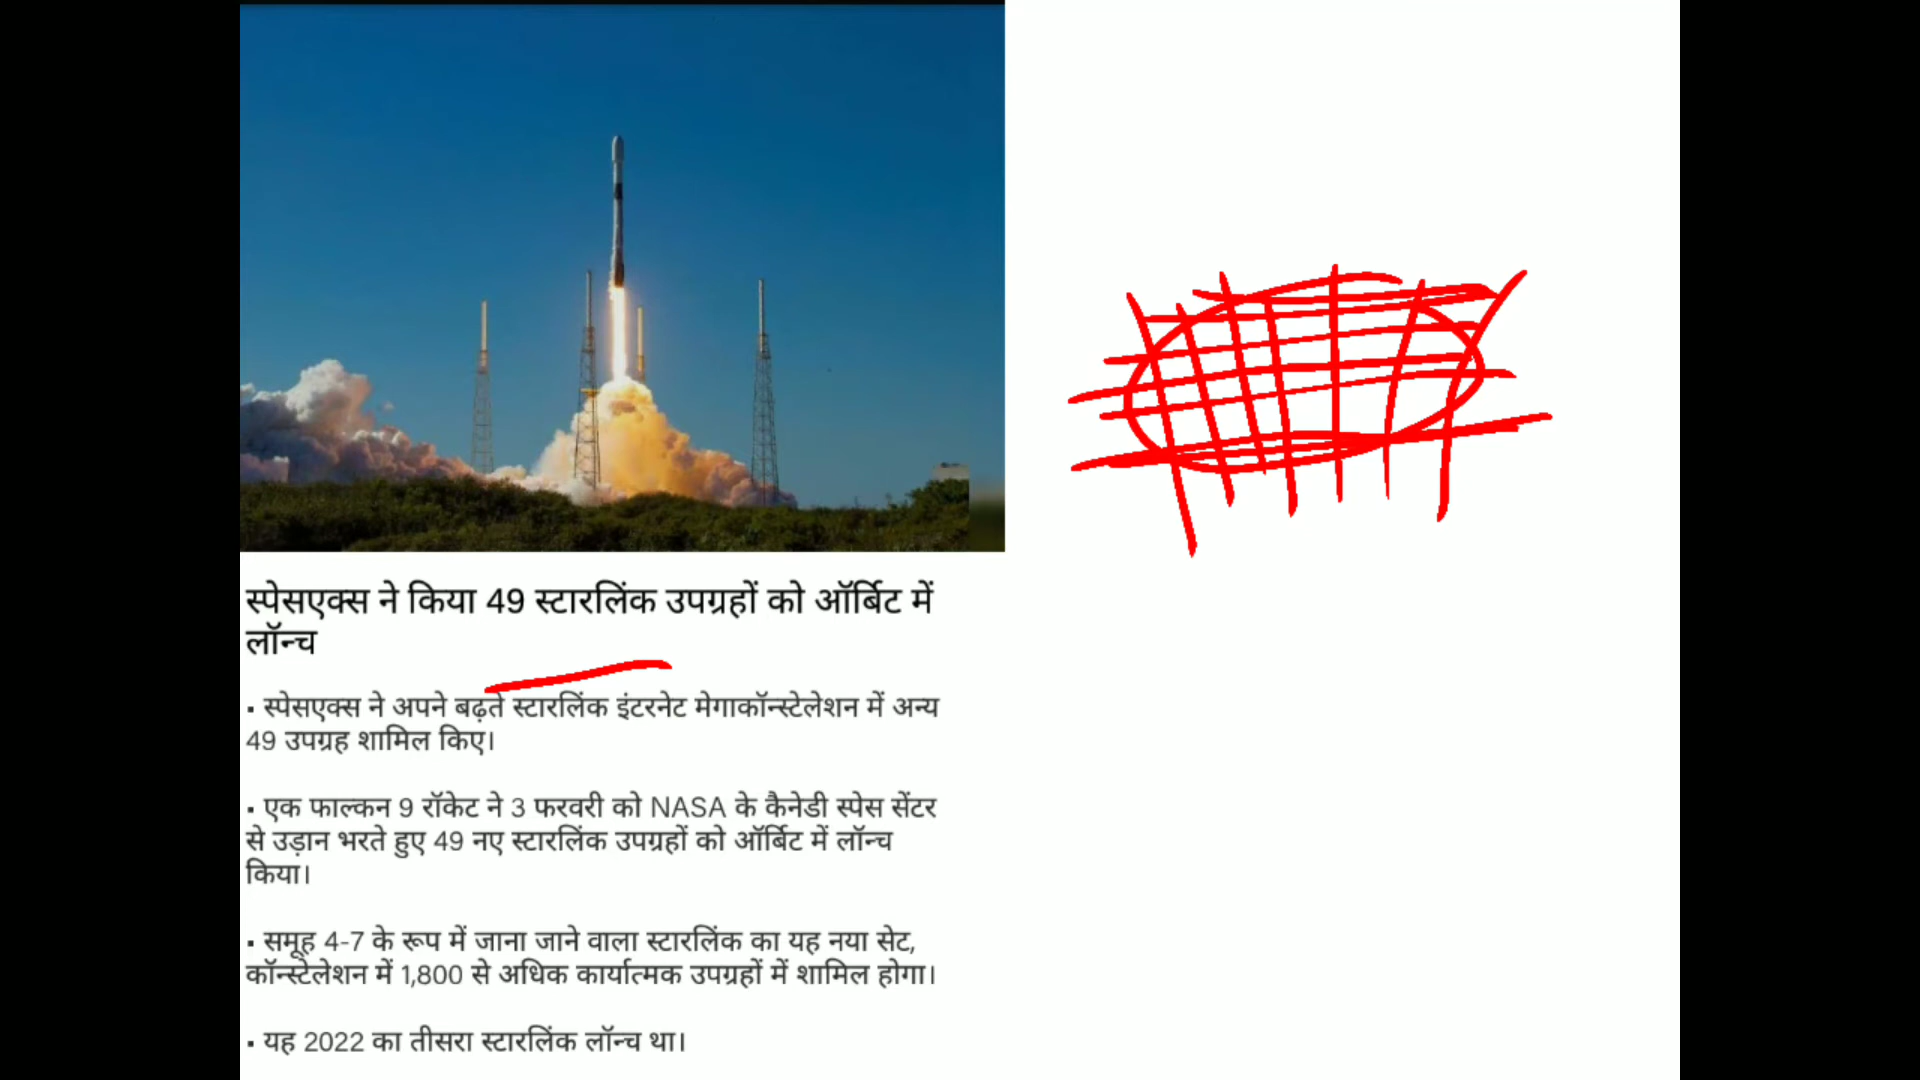 स्पेसएक्स ने किया 49 स्टारलिंक उपग्रहों को ऑर्बिट में
लॉन्च
▪ स्पेसएक्स ने अपने बढ़ते स्टारलिंक इंटरनेट मेगाकॉन्स्टेलेशन में अन्य
49 उपग्रह शामिल किए।
▪ एक फाल्कन 9 रॉकेट ने 3 फरवरी को NASA के कैनेडी स्पेस सेंटर
से उड़ान भरते हुए 49 नए स्टारलिंक उपग्रहों को ऑर्बिट में लॉन्च
किया।
▪ समूह 4-7 के रूप में जाना जाने वाला स्टारलिंक का यह नया सेट,
कॉन्स्टेलेशन में 1,800 से अधिक कार्यात्मक उपग्रहों में शामिल होगा।
▪ यह 2022 का तीसरा स्टारलिंक लॉन्च था।